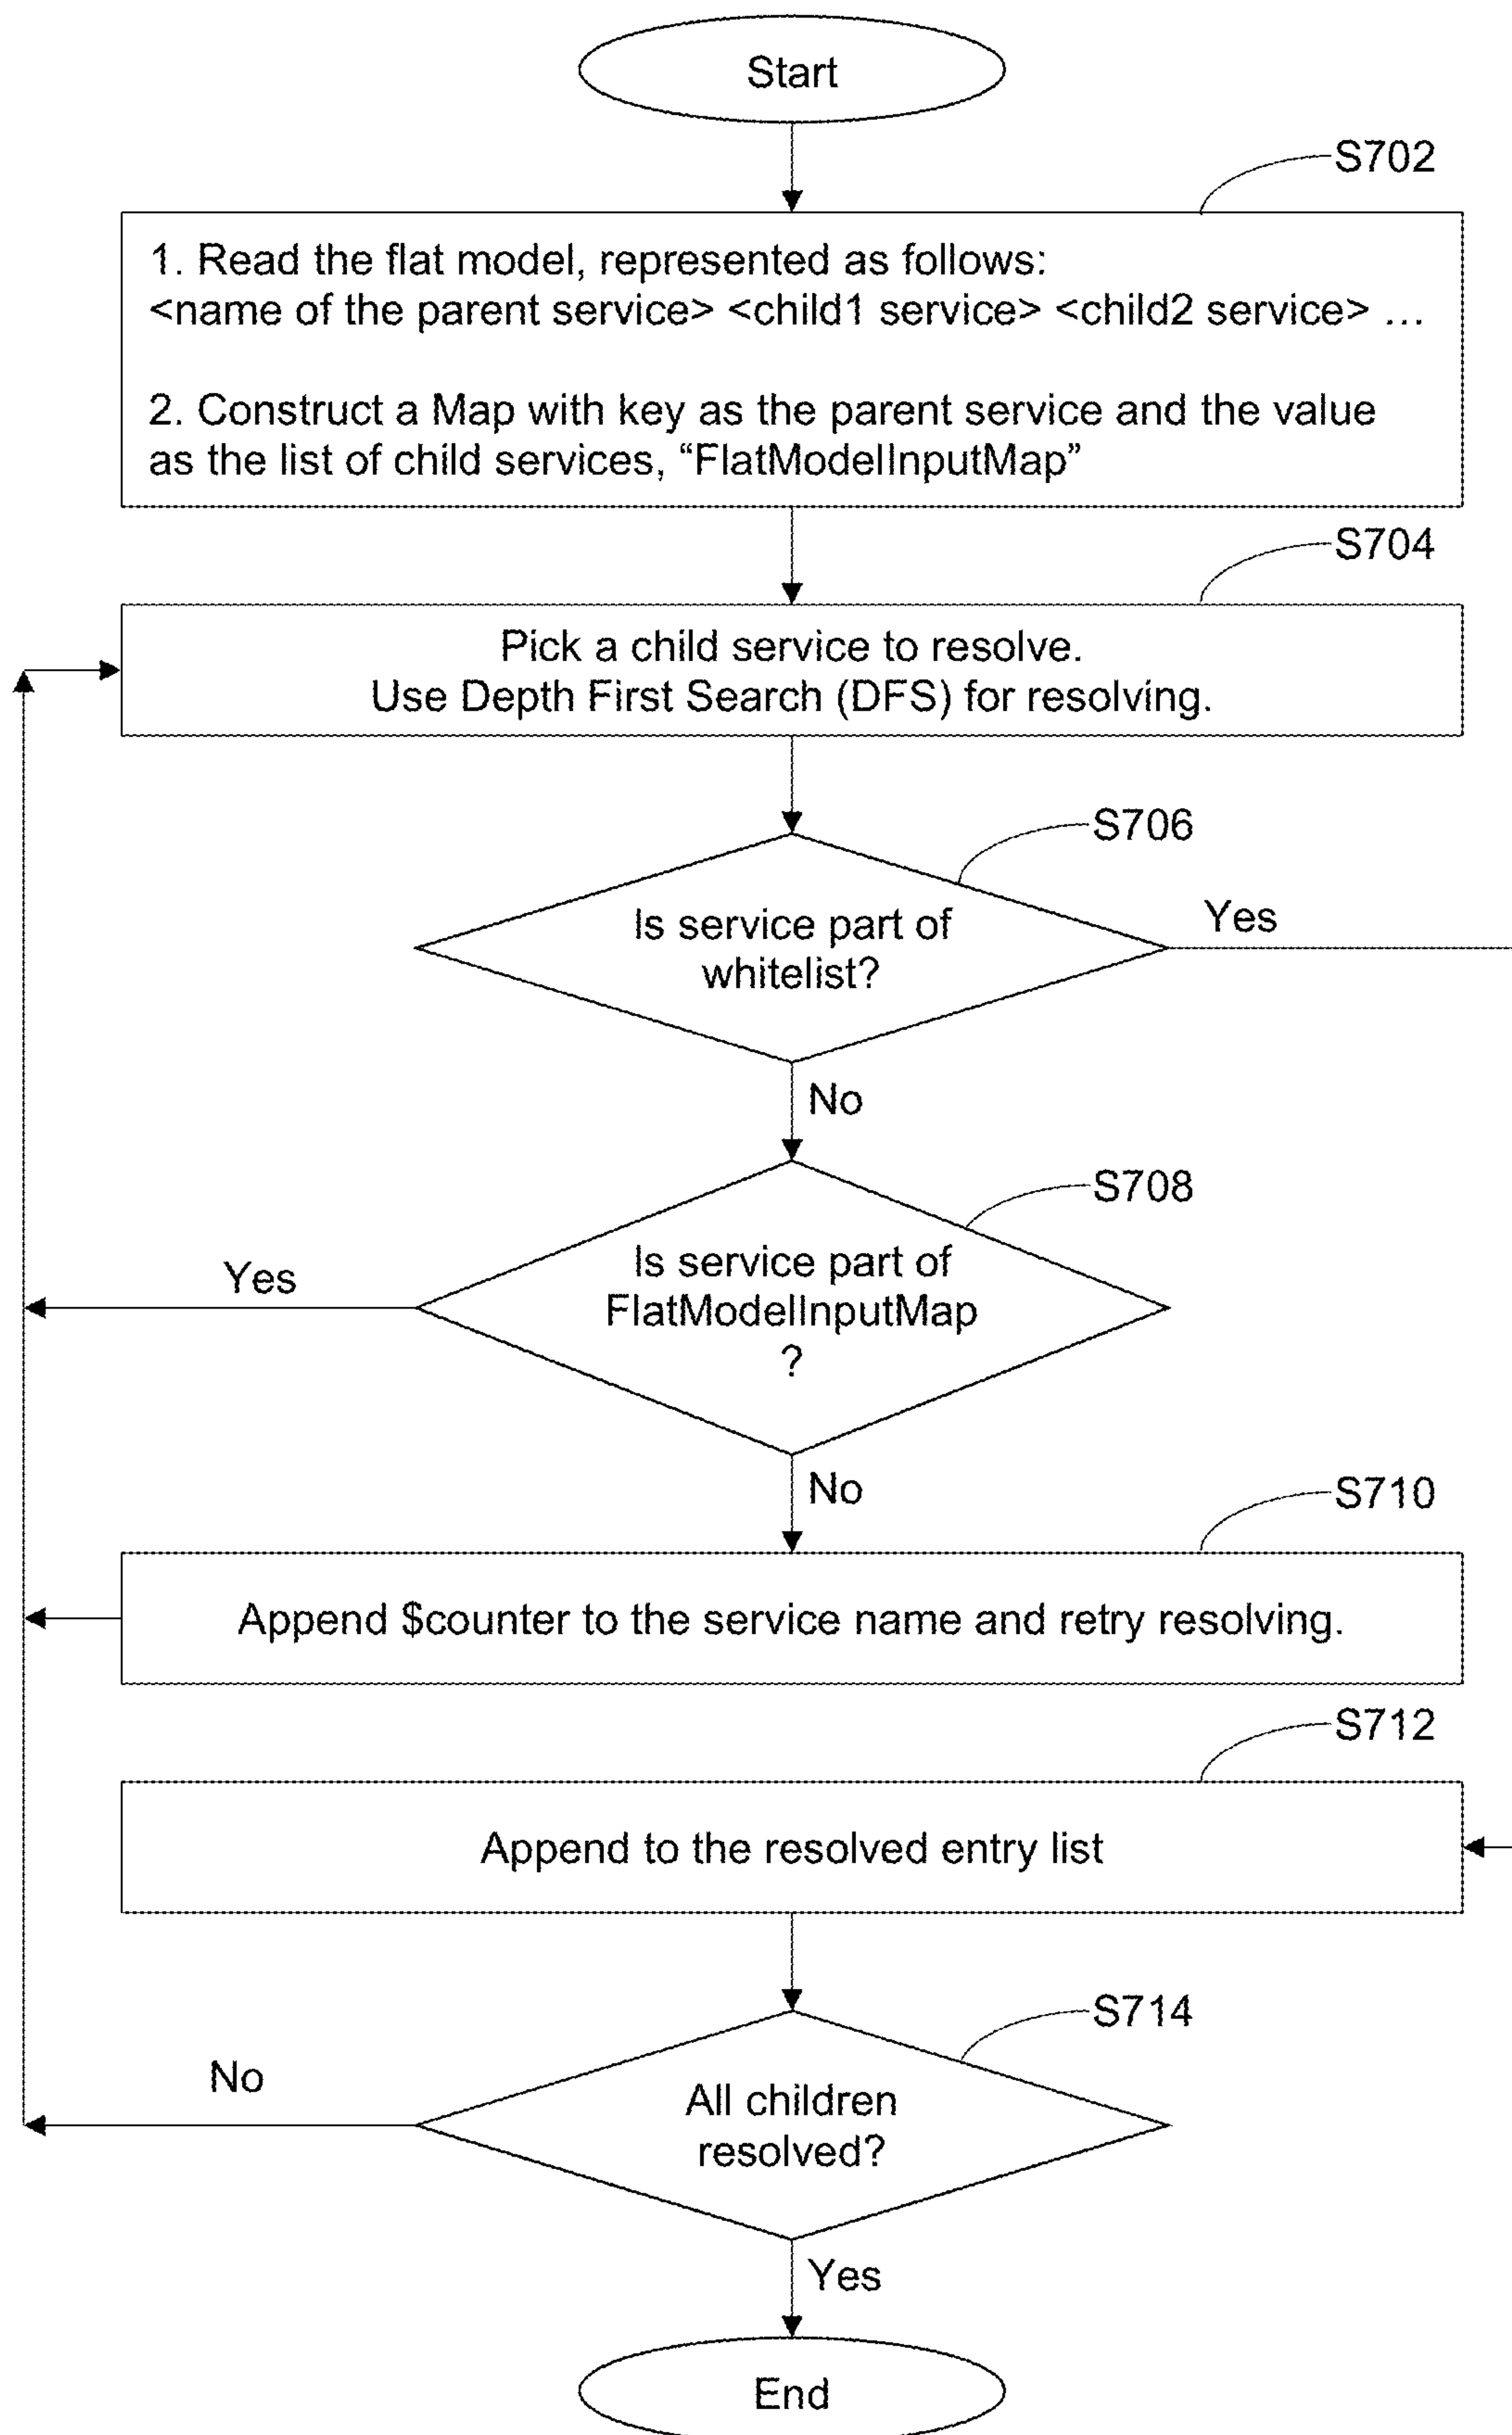 Start
S702
1. Read the flat model, represented as follows:
<name of the parent service> <child1 service> <child2 service> …
2. Construct a Map with key as the parent service and the value
as the list of child services, “FlatModelInputMap”
S704
Pick a child service to resolve.
Use Depth First Search (DFS) for resolving.
S706
Is service part of
whitelist?
Yes
No
S708
Is service part of
FlatModelInputMap
?
Yes
No
S710
Append $counter to the service name and retry resolving.
S712
Append to the resolved entry list
S714
All children
resolved?
No
Yes
End